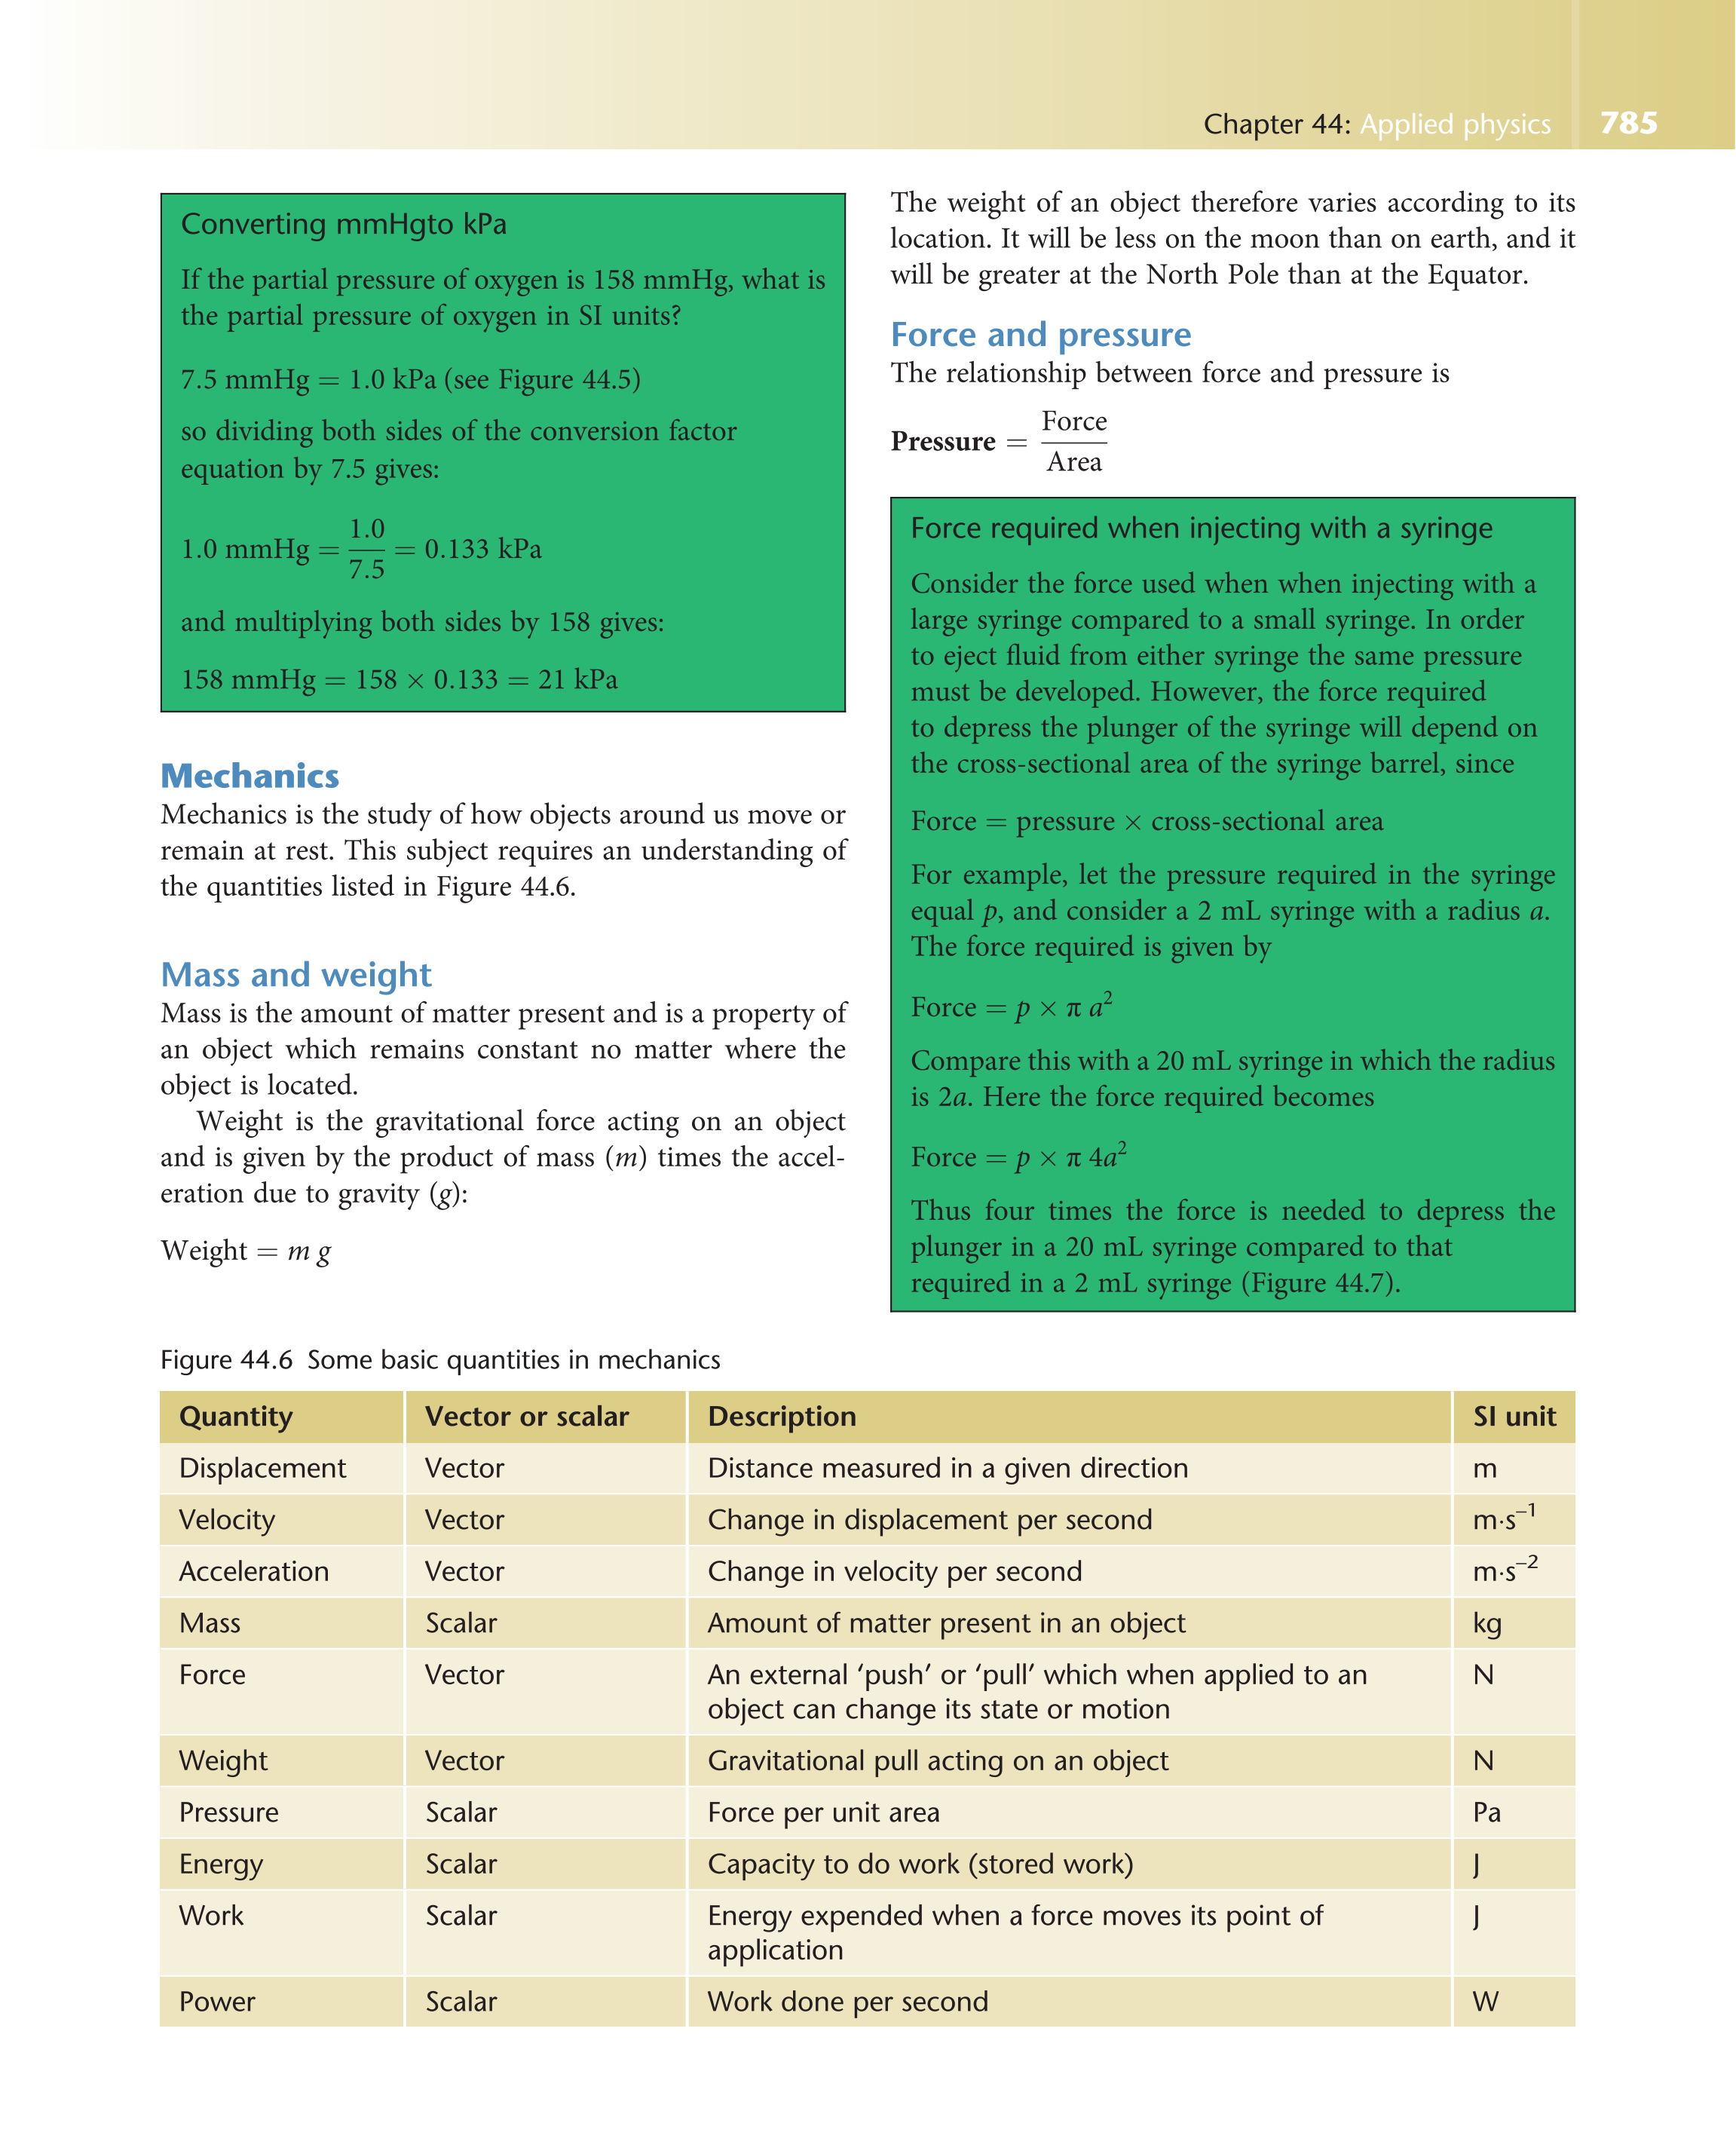 Chapter 44: Applied physics 785
Converting mmHgto kPa
If the partial pressure of oxygen is 158 mmHg, what is
the partial pressure of oxygen in SI units?
7.5 mmHg = 1.0 kPa (see Figure 44.5)
so dividing both sides of the conversion factor
equation by 7.5 gives:
1.0 mmHg = 1.0/7.5 = 0.133 kPa
and multiplying both sides by 158 gives:
158 mmHg = 158 × 0.133 = 21 kPa
Mechanics
Mechanics is the study of how objects around us move or
remain at rest. This subject requires an understanding of
the quantities listed in Figure 44.6.
Mass and weight
Mass is the amount of matter present and is a property of
an object which remains constant no matter where the
object is located.
Weight is the gravitational force acting on an object
and is given by the product of mass (m) times the accel-
eration due to gravity (g):
Weight = m g
The weight of an object therefore varies according to its
location. It will be less on the moon than on earth, and it
will be greater at the North Pole than at the Equator.
Force and pressure
The relationship between force and pressure is
Pressure = Force/Area
Force required when injecting with a syringe
Consider the force used when when injecting with a
large syringe compared to a small syringe. In order
to eject fluid from either syringe the same pressure
must be developed. However, the force required
to depress the plunger of the syringe will depend on
the cross-sectional area of the syringe barrel, since
Force = pressure × cross-sectional area
For example, let the pressure required in the syringe
equal p, and consider a 2 mL syringe with a radius a.
The force required is given by
Force = p × π a²
Compare this with a 20 mL syringe in which the radius
is 2a. Here the force required becomes
Force = p × π 4a²
Thus four times the force is needed to depress the
plunger in a 20 mL syringe compared to that
required in a 2 mL syringe (Figure 44.7).
Figure 44.6 Some basic quantities in mechanics
Quantity Vector or scalar Description SI unit
Displacement Vector Distance measured in a given direction m
Velocity Vector Change in displacement per second m·s⁻¹
Acceleration Vector Change in velocity per second m·s⁻²
Mass Scalar Amount of matter present in an object kg
Force Vector An external ‘push’ or ‘pull’ which when applied to an N
object can change its state or motion
Weight Vector Gravitational pull acting on an object N
Pressure Scalar Force per unit area Pa
Energy Scalar Capacity to do work (stored work) J
Work Scalar Energy expended when a force moves its point of J
application
Power Scalar Work done per second W